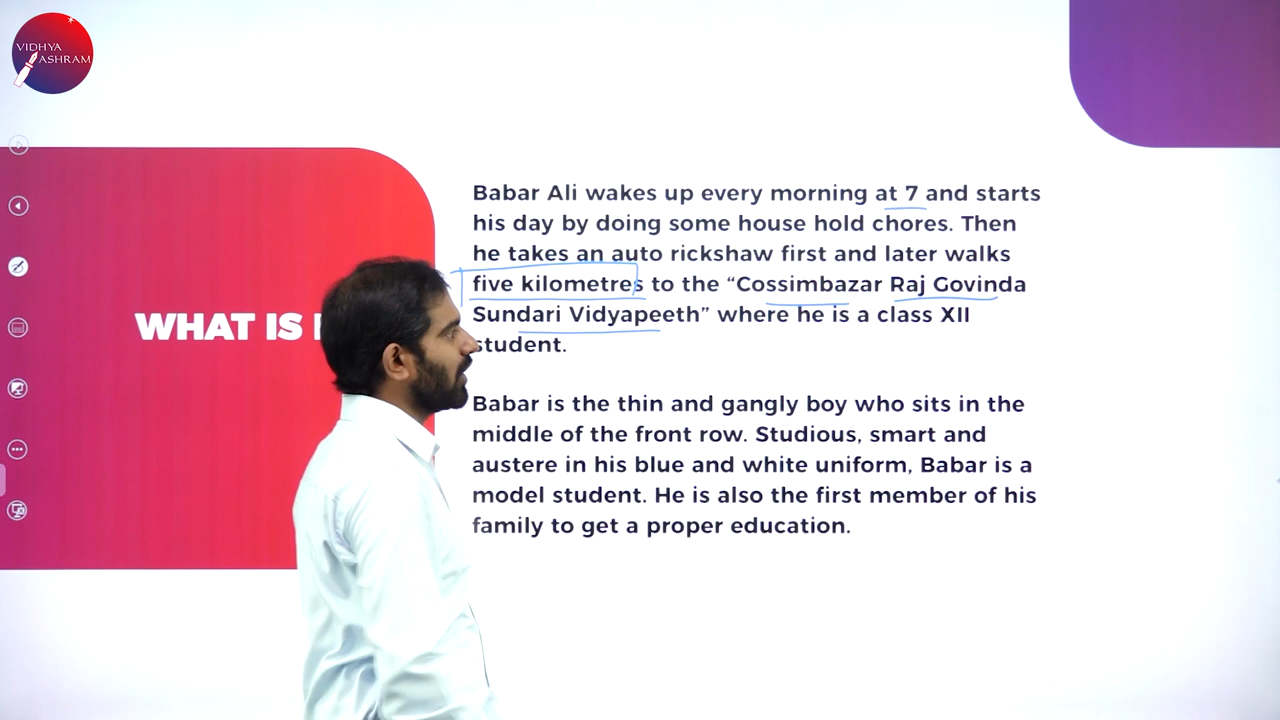 VIDHYA
ASHRAM
WHAT IS
Babar Ali wakes up every morning at 7 and starts
his day by doing some house hold chores. Then
he takes an auto rickshaw first and later walks
five kilometres to the “Cossimbazar Raj Govinda
Sundari Vidyapeeth” where he is a class XII
student.
Babar is the thin and gangly boy who sits in the
middle of the front row. Studious, smart and
austere in his blue and white uniform, Babar is a
model student. He is also the first member of his
family to get a proper education.